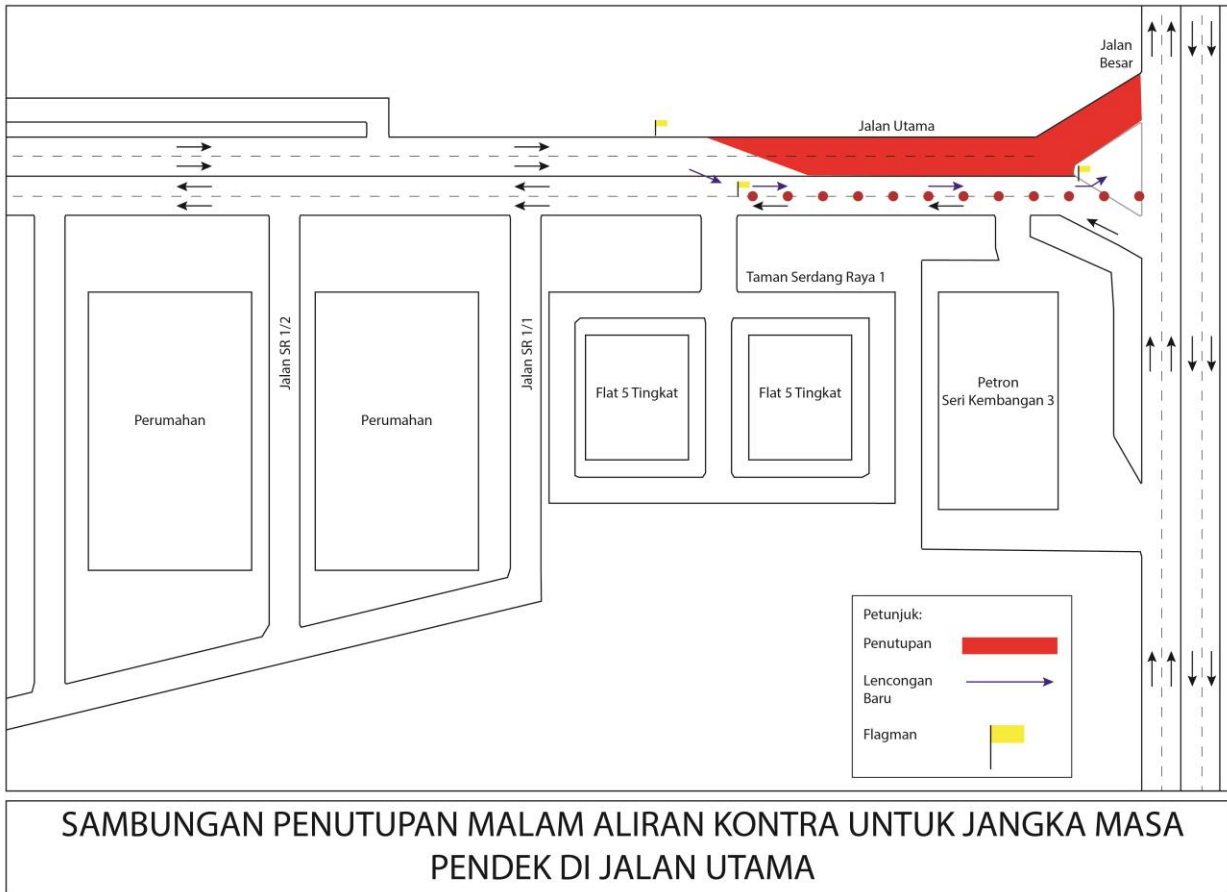 Jalan
Besar
Jalan Utama
Taman Serdang Raya 1
Jalan SR 1/2
Jalan SR 1/1
Perumahan
Perumahan
Flat 5 Tingkat
Flat 5 Tingkat
Petron
Seri Kembangan 3
Petunjuk:
Penutupan
Lencongan
Baru
Flagman
SAMBUNGAN PENUTUPAN MALAM ALIRAN KONTRA UNTUK JANGKA MASA
PENDEK DI JALAN UTAMA